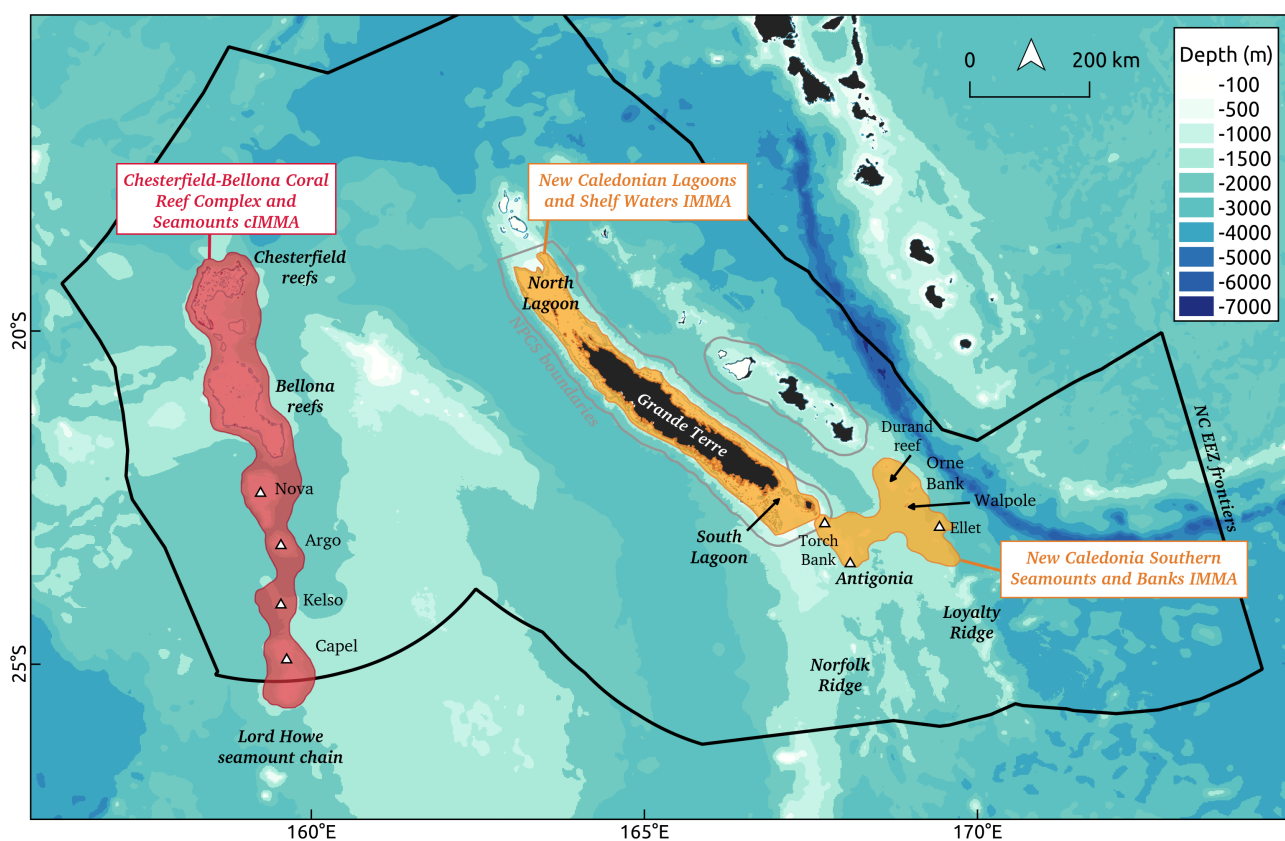 0
200 km
Depth (m)
-100
-500
-1000
-1500
-2000
-3000
-4000
-5000
-6000
-7000
Chesterfield-Bellona Coral
Reef Complex and
Seamounts cIMMA
New Caledonian Lagoons
and Shelf Waters IMMA
Chesterfield
reefs
North
Lagoon
NPCS boundaries
20°S
Bellona
reefs
Grande Terre
Durand
reef
NC EEZ frontiers
Orne
Bank
Walpole
Nova
Ellet
South
Lagoon
Torch
Bank
Argo
Antigonia
New Caledonia Southern
Seamounts and Banks IMMA
Kelso
Loyalty
Ridge
Capel
25°S
Norfolk
Ridge
Lord Howe
seamount chain
160°E
165°E
170°E